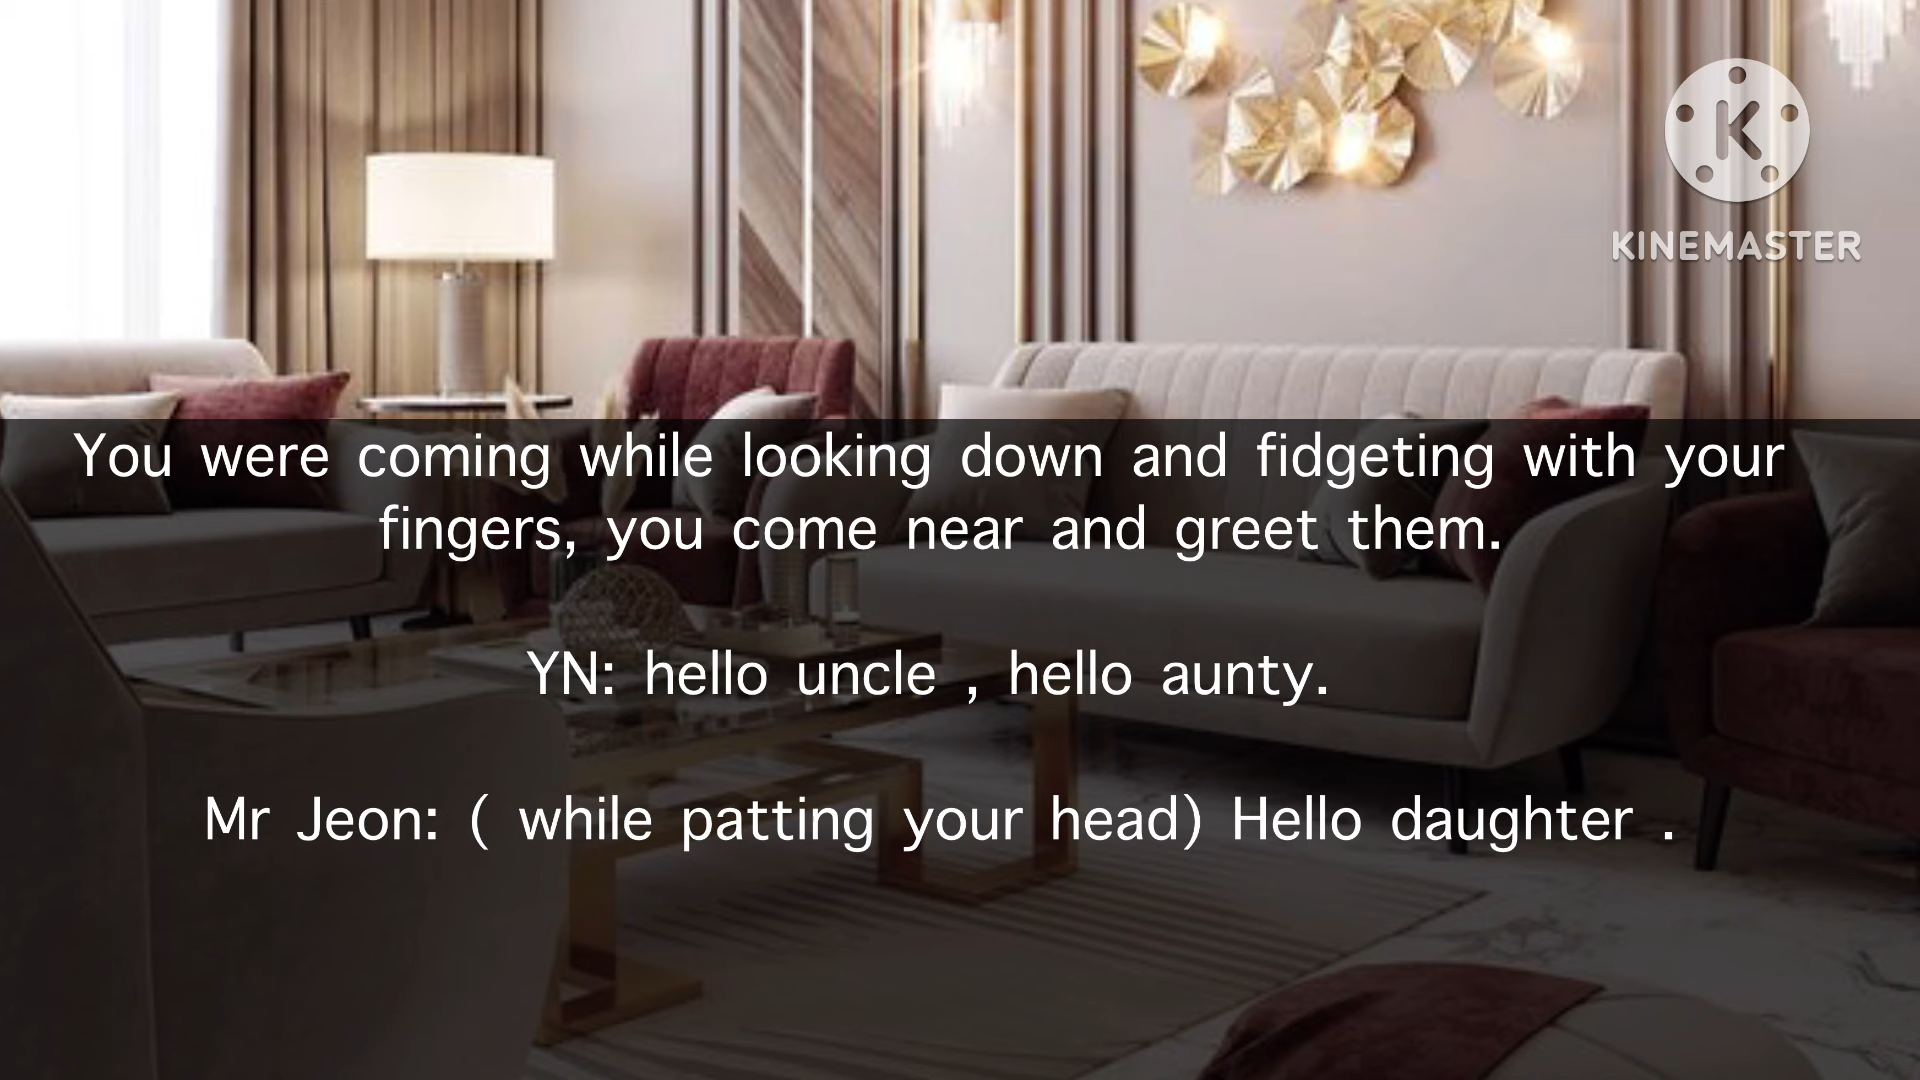 KINEMASTER
You were coming while looking down and fidgeting with your
fingers, you come near and greet them.
YN: hello uncle , hello aunty.
Mr Jeon: ( while patting your head) Hello daughter .